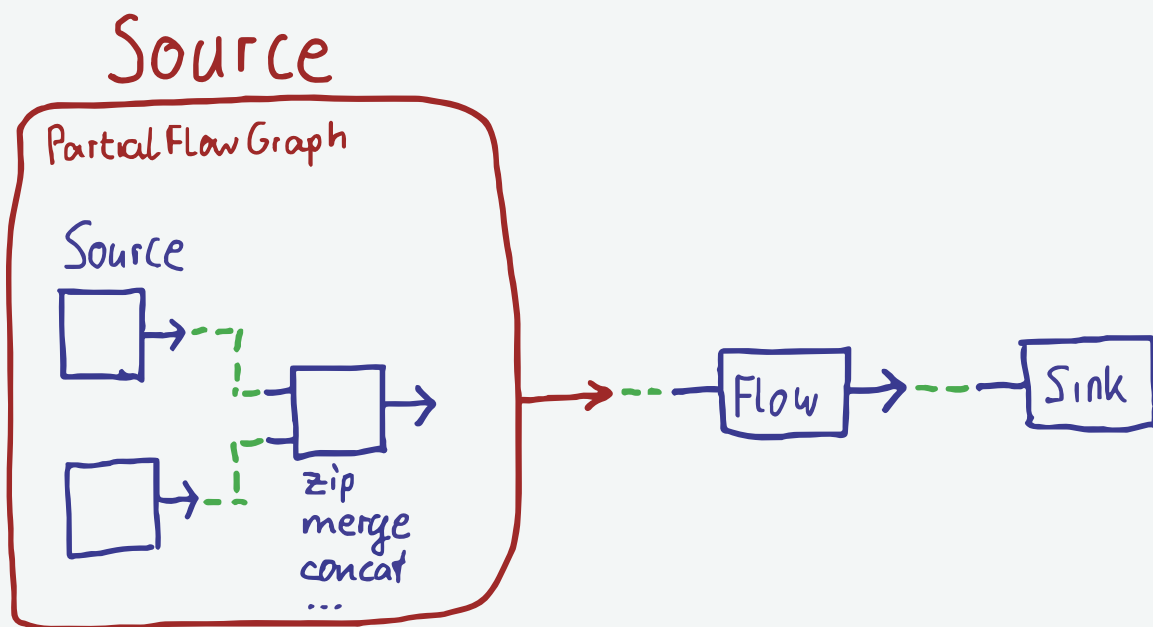 Source
PartialFlowGraph
Source
zip
merge
concat
...
Flow
Sink